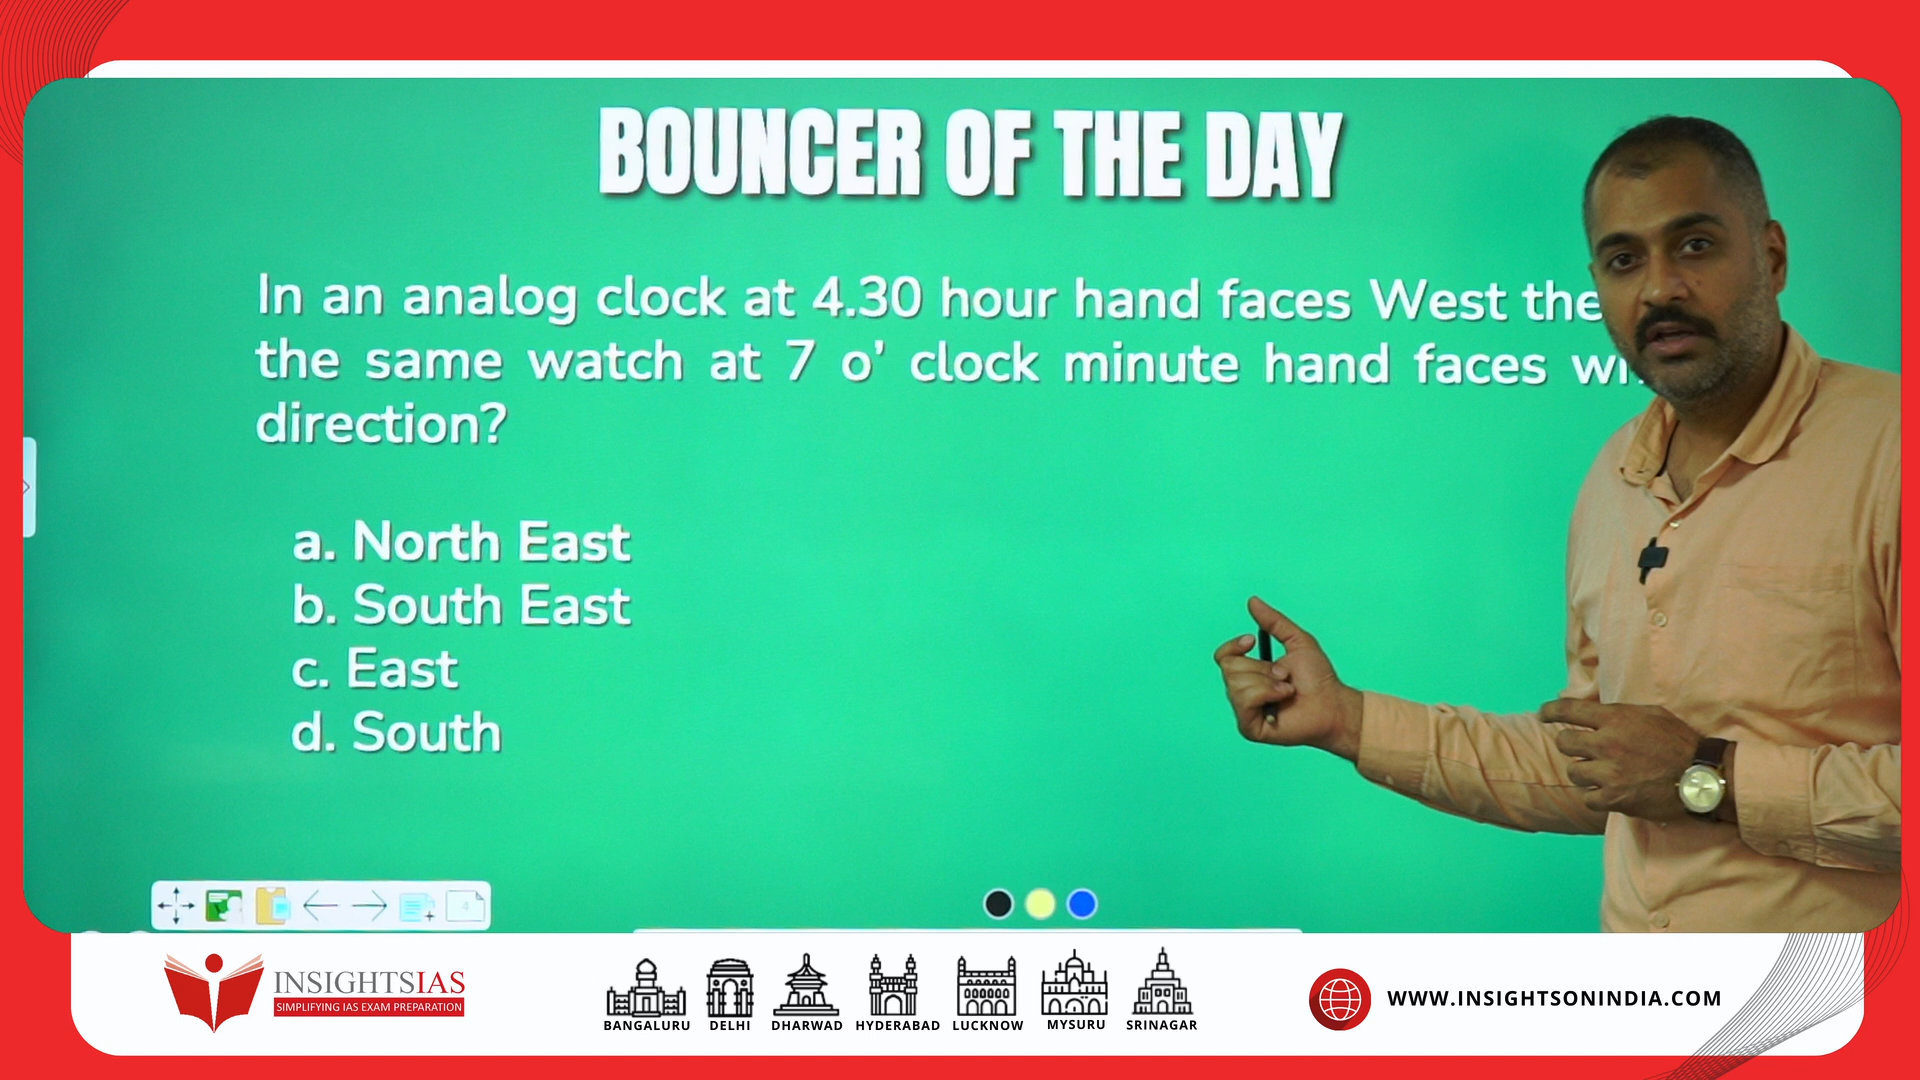 BOUNCER OF THE DAY
In an analog clock at 4.30 hour hand faces West
the same watch at 7 o' clock minute hand faces
direction?
a. North East
b. South East
c. East
d. South
4
INSIGHTSIAS
SIMPLIFYING IAS EXAM PREPARATION
BANGALURU DELHI DHARWAD HYDERABAD LUCKNOW MYSURU SRINAGAR
WWW.INSIGHTSONINDIA.COM